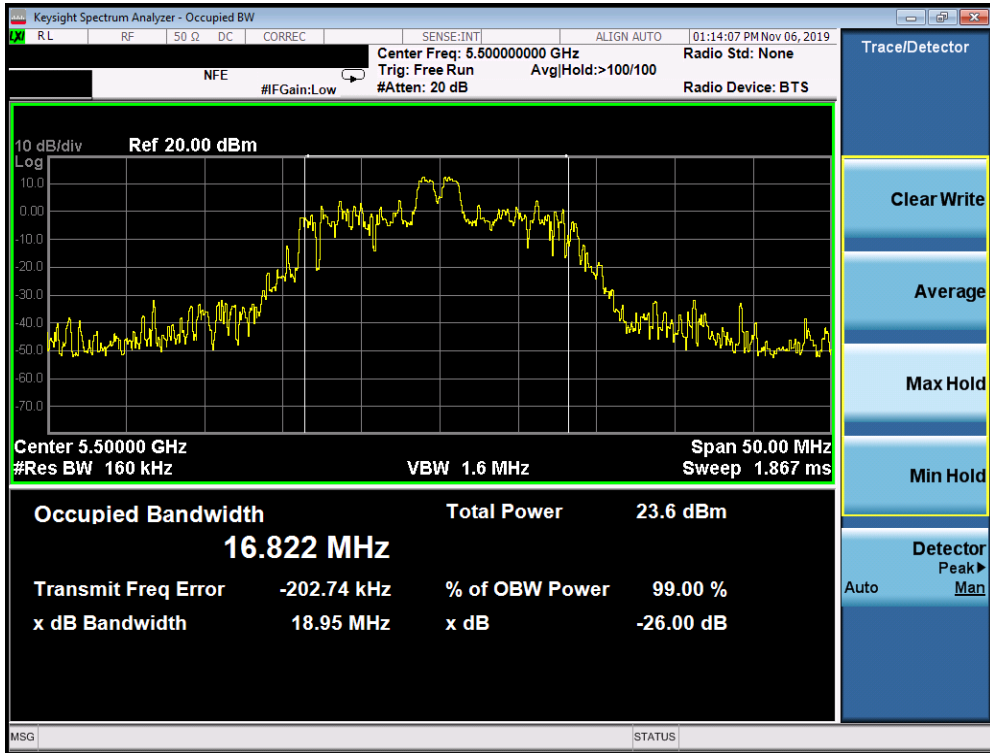 Keysight Spectrum Analyzer - Occupied BW
LXI RL RF 50 Ω DC CORREC SENSE:INT ALIGN AUTO 01:14:07 PM Nov 06, 2019
Center Freq: 5.500000000 GHz Radio Std: None
NFE Trig: Free Run Avg|Hold:>100/100
#IFGain:Low #Atten: 20 dB Radio Device: BTS
10 dB/div Ref 20.00 dBm
Log
10.0
0.00
-10.0
-20.0
-30.0
-40.0
-50.0
-60.0
-70.0
Center 5.50000 GHz Span 50.00 MHz
#Res BW 160 kHz VBW 1.6 MHz Sweep 1.867 ms
Occupied Bandwidth Total Power 23.6 dBm
16.822 MHz
Transmit Freq Error -202.74 kHz % of OBW Power 99.00 %
x dB Bandwidth 18.95 MHz x dB -26.00 dB
MSG STATUS
Trace/Detector
Clear Write
Average
Max Hold
Min Hold
Detector
Peak▶
Auto Man